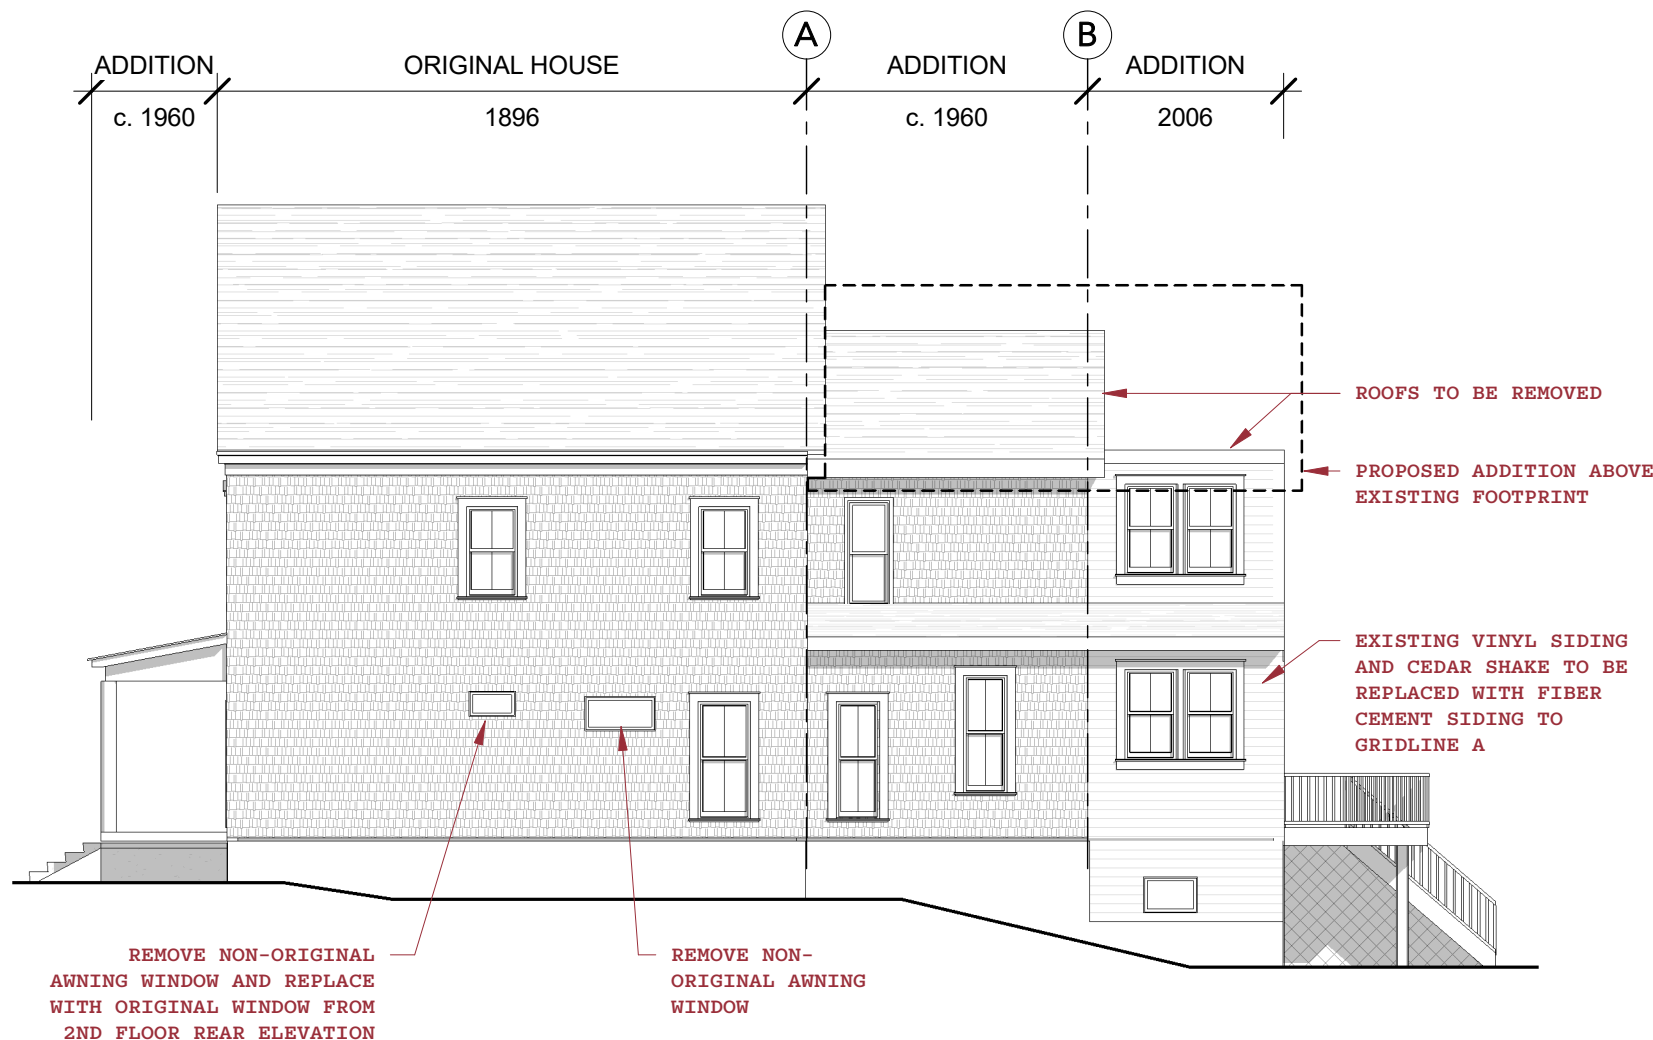 A
B
ADDITION
ORIGINAL HOUSE
ADDITION
ADDITION
c. 1960
1896
c. 1960
2006
ROOFS TO BE REMOVED
PROPOSED ADDITION ABOVE
EXISTING FOOTPRINT
EXISTING VINYL SIDING
AND CEDAR SHAKE TO BE
REPLACED WITH FIBER
CEMENT SIDING TO
GRIDLINE A
REMOVE NON-ORIGINAL
AWNING WINDOW AND REPLACE
WITH ORIGINAL WINDOW FROM
2ND FLOOR REAR ELEVATION
REMOVE NON-
ORIGINAL AWNING
WINDOW